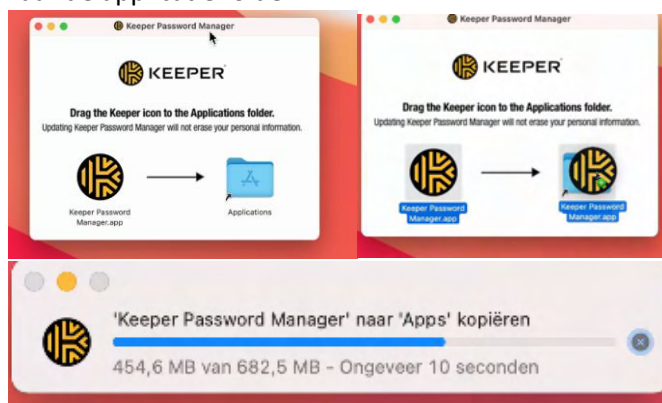 Keeper Password Manager
KEEPER
Drag the Keeper icon to the Applications folder.
Updating Keeper Password Manager will not erase your personal information.
Keeper Password
Manager.app
Applications
Keeper Password Manager
KEEPER
Drag the Keeper icon to the Applications folder.
Updating Keeper Password Manager will not erase your personal information.
Keeper Password
Manager.app
Keeper Password
Manager.app
'Keeper Password Manager' naar 'Apps' kopiëren
454,6 MB van 682,5 MB - Ongeveer 10 seconden